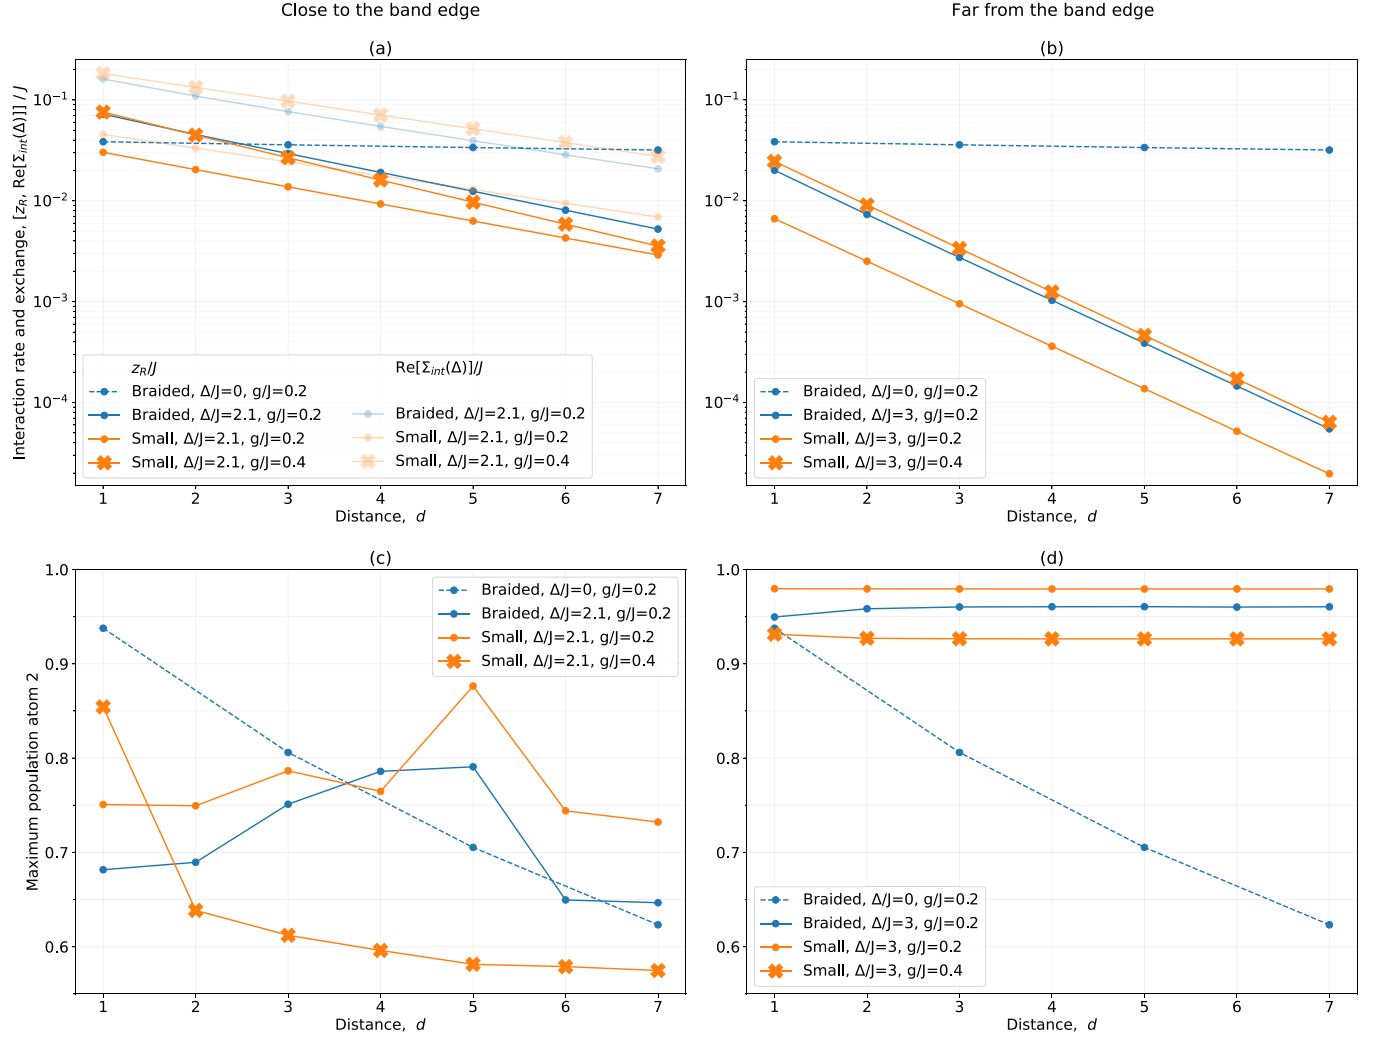 Close to the band edge
Far from the band edge
(a)
Interaction rate and exchange, [z_R, Re[Σ_int(Δ)]] / J
10⁻¹
10⁻²
10⁻³
10⁻⁴
z_R/J
Braided, Δ/J=0, g/J=0.2
Braided, Δ/J=2.1, g/J=0.2
Small, Δ/J=2.1, g/J=0.2
Small, Δ/J=2.1, g/J=0.4
Re[Σ_int(Δ)]/J
Braided, Δ/J=2.1, g/J=0.2
Small, Δ/J=2.1, g/J=0.2
Small, Δ/J=2.1, g/J=0.4
1 2 3 4 5 6 7
Distance, d
(b)
10⁻¹
10⁻²
10⁻³
10⁻⁴
Braided, Δ/J=0, g/J=0.2
Braided, Δ/J=3, g/J=0.2
Small, Δ/J=3, g/J=0.2
Small, Δ/J=3, g/J=0.4
1 2 3 4 5 6 7
Distance, d
(c)
Maximum population atom 2
1.0
0.9
0.8
0.7
0.6
Braided, Δ/J=0, g/J=0.2
Braided, Δ/J=2.1, g/J=0.2
Small, Δ/J=2.1, g/J=0.2
Small, Δ/J=2.1, g/J=0.4
1 2 3 4 5 6 7
Distance, d
(d)
1.0
0.9
0.8
0.7
0.6
Braided, Δ/J=0, g/J=0.2
Braided, Δ/J=3, g/J=0.2
Small, Δ/J=3, g/J=0.2
Small, Δ/J=3, g/J=0.4
1 2 3 4 5 6 7
Distance, d